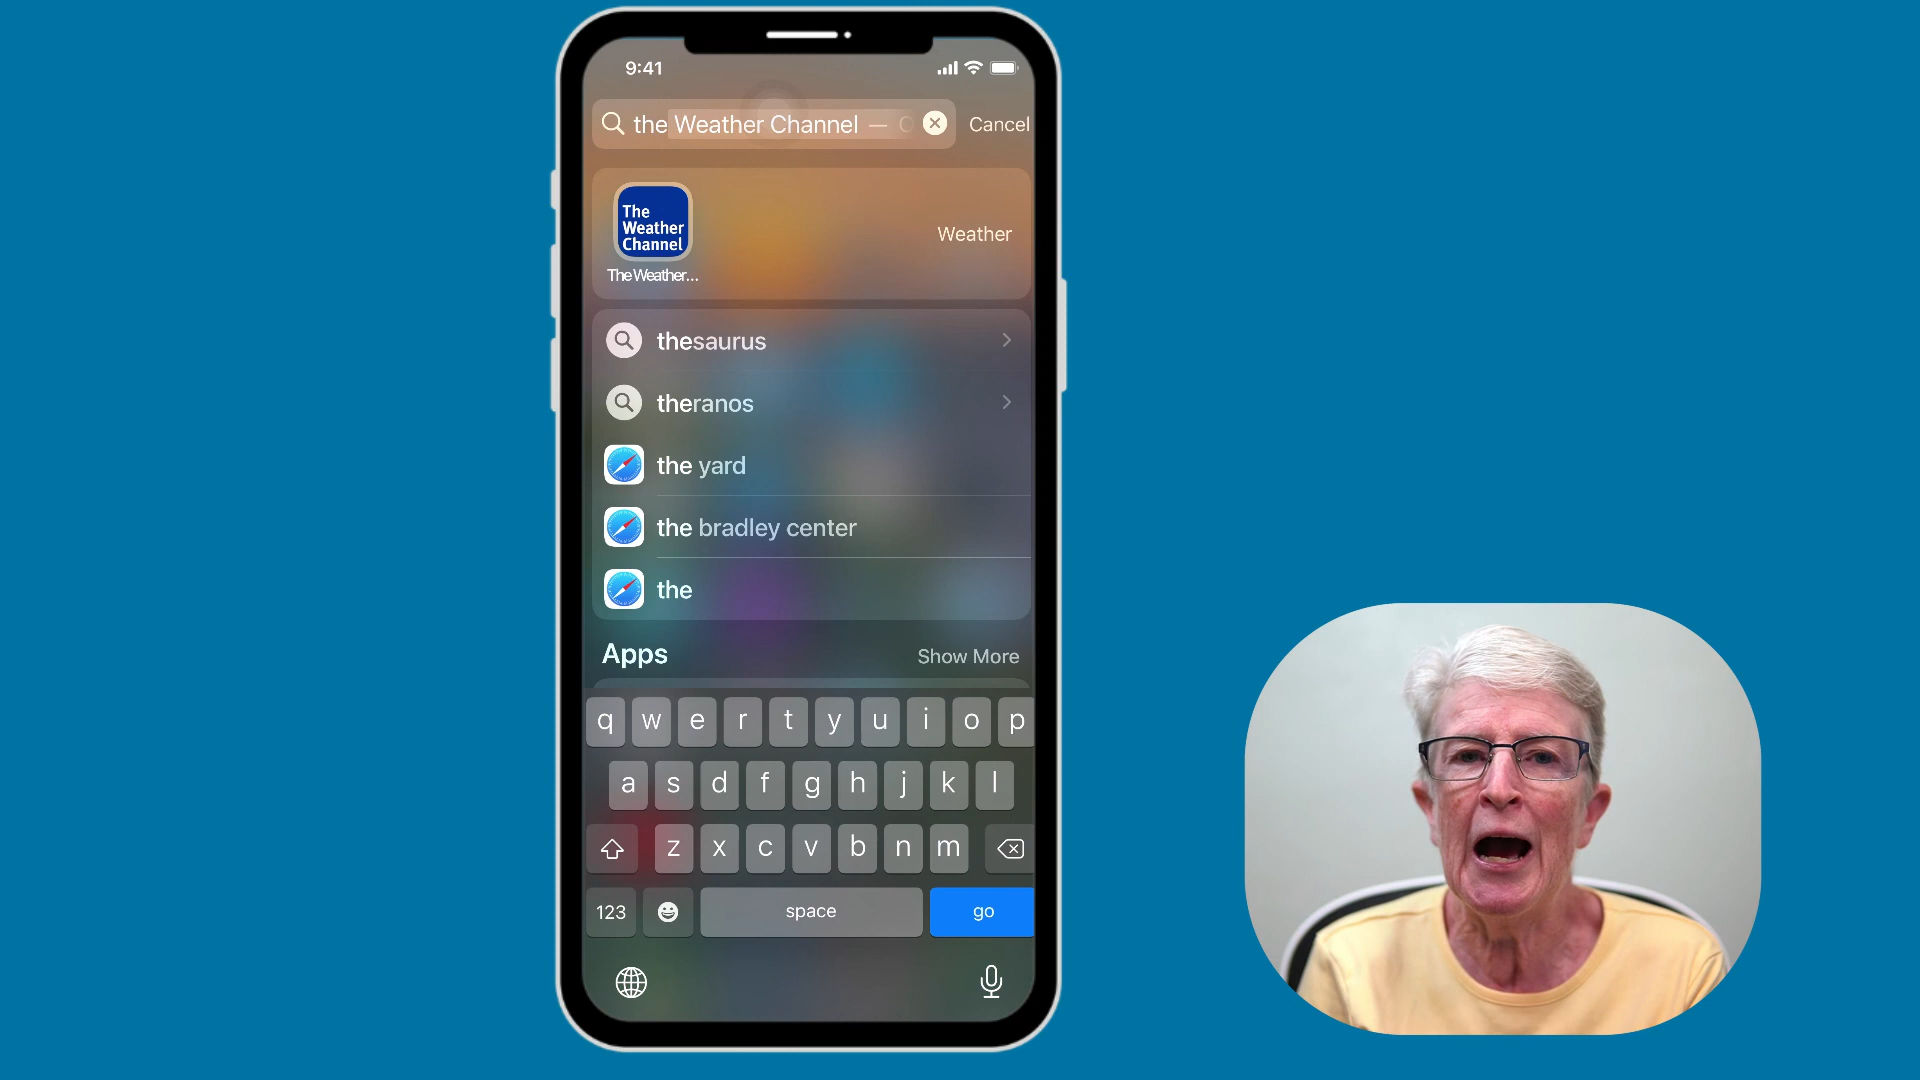 9:41
the Weather Channel —
Cancel
The
Weather
Channel
Weather
The Weather...
thesaurus
theranos
the yard
the bradley center
the
Apps
Show More
q w e r t y u i o p
a s d f g h j k l
z x c v b n m
123
space
go